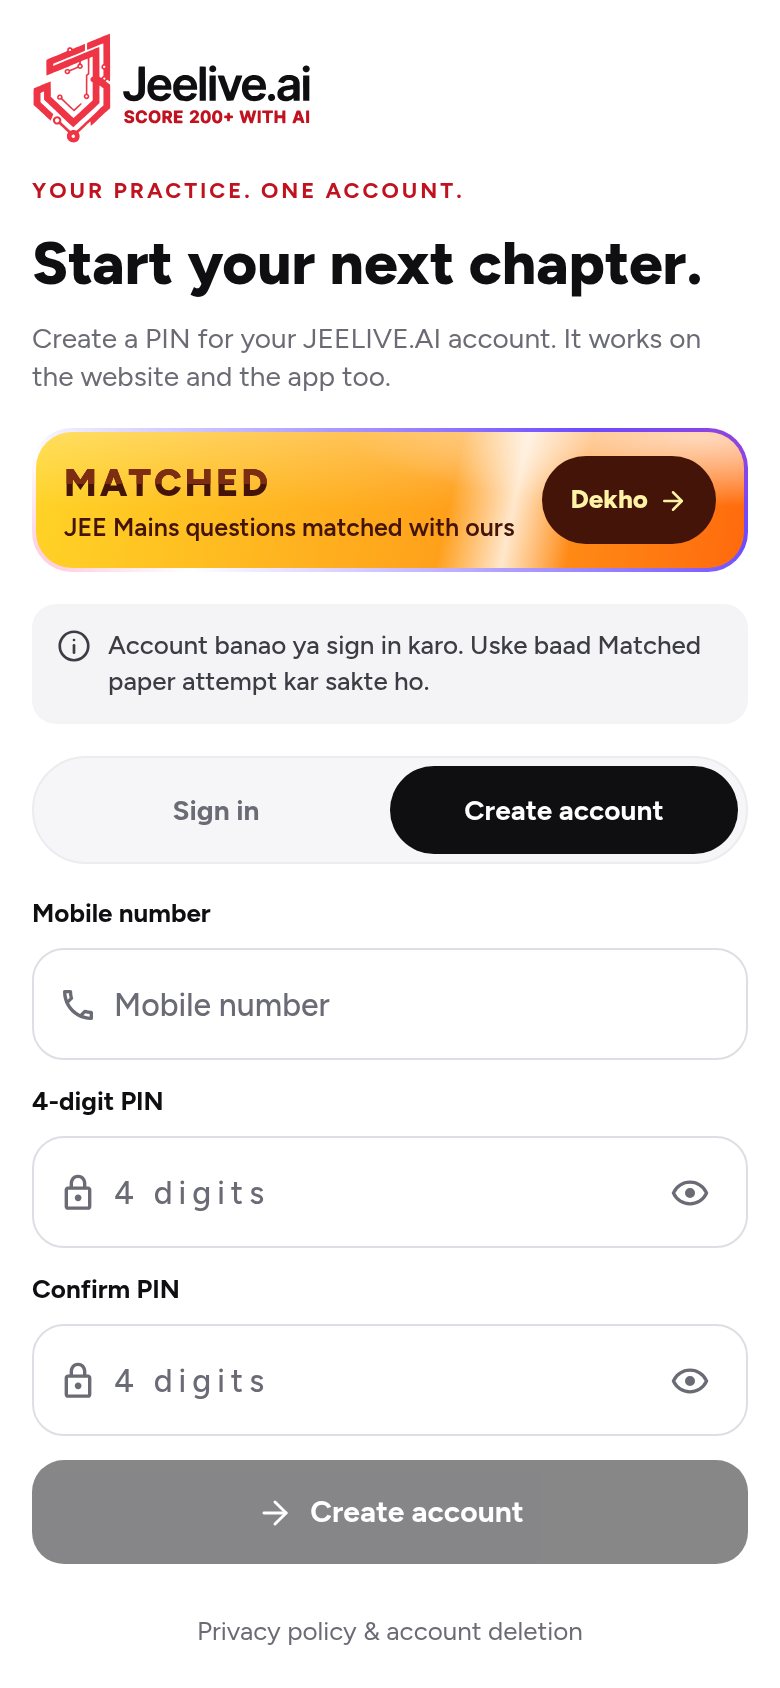 Jeelive.ai
SCORE 200+ WITH AI
YOUR PRACTICE. ONE ACCOUNT.
Start your next chapter.
Create a PIN for your JEELIVE.AI account. It works on
the website and the app too.
MATCHED
JEE Mains questions matched with ours
Dekho
Account banao ya sign in karo. Uske baad Matched
paper attempt kar sakte ho.
Sign in
Create account
Mobile number
Mobile number
4-digit PIN
4 digits
Confirm PIN
4 digits
Create account
Privacy policy & account deletion